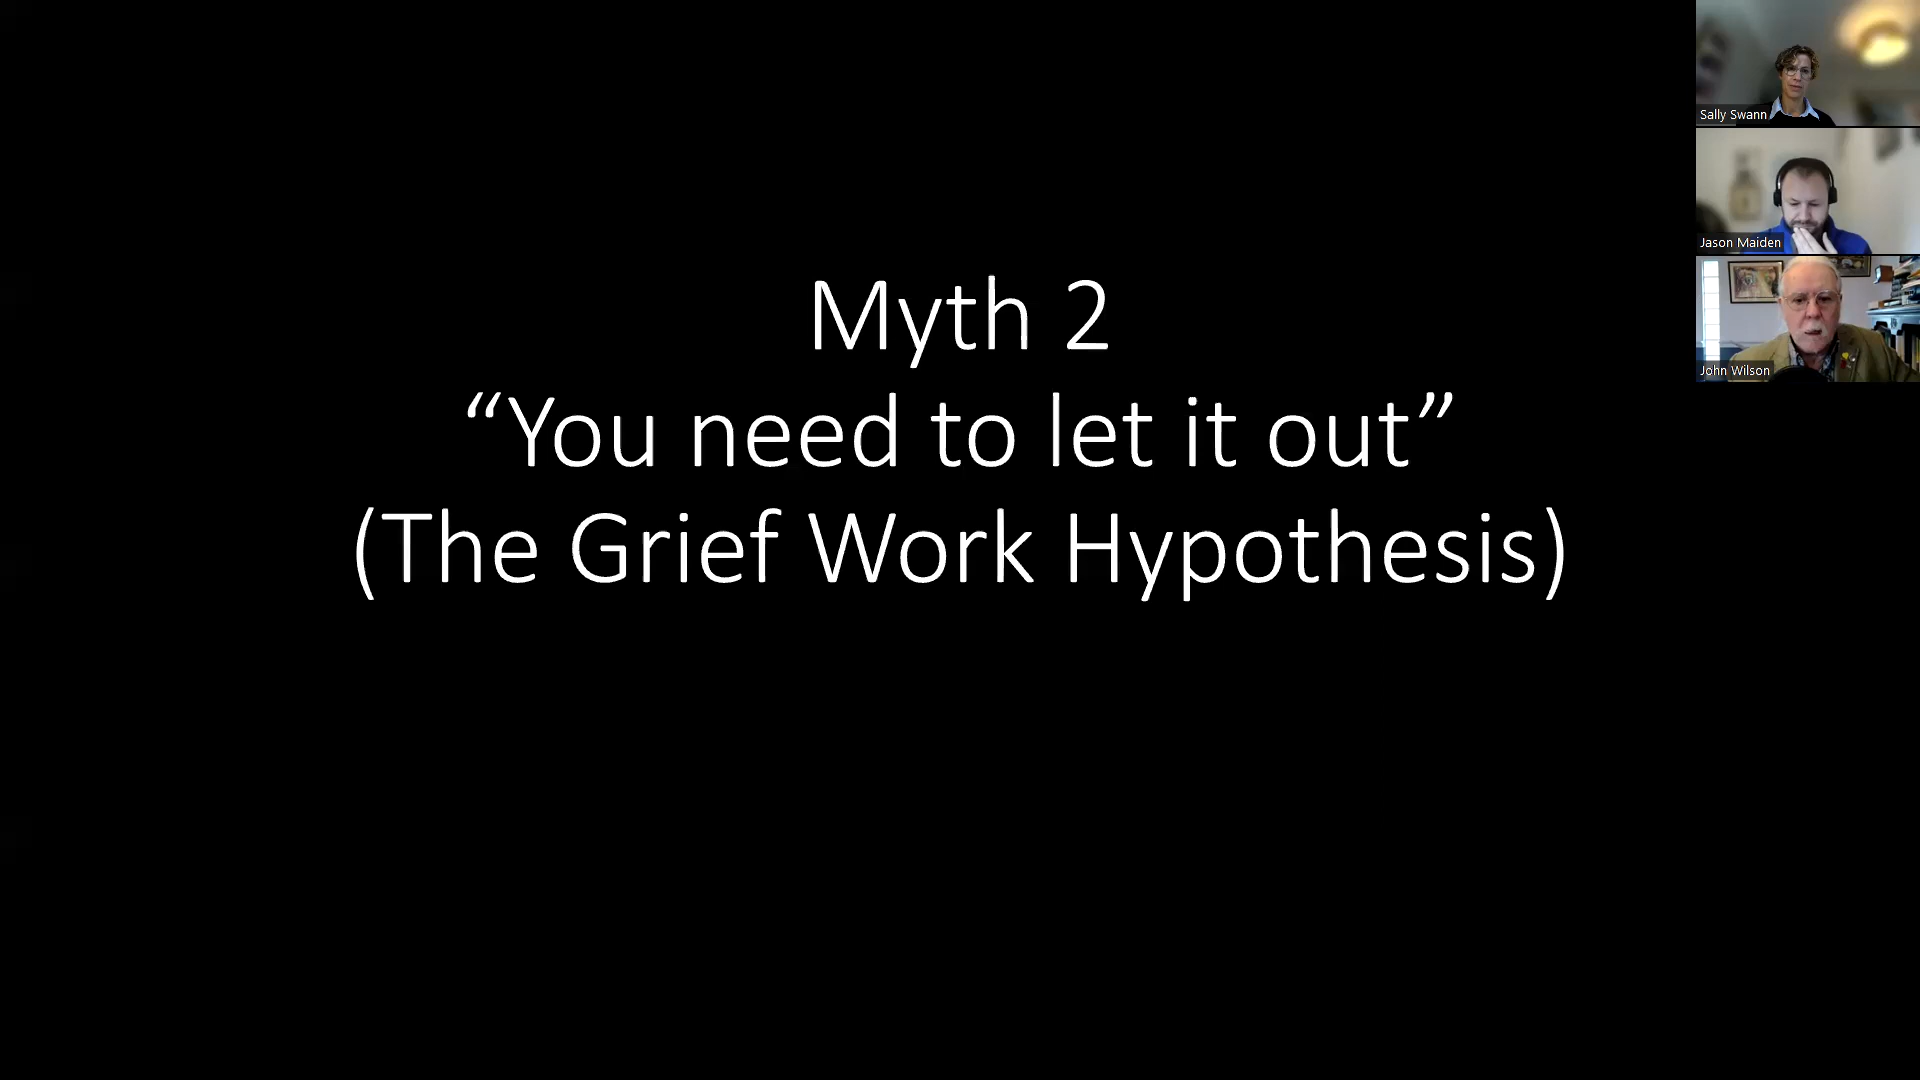 Myth 2
“You need to let it out”
(The Grief Work Hypothesis)
Sally Swann
Jason Maiden
John Wilson